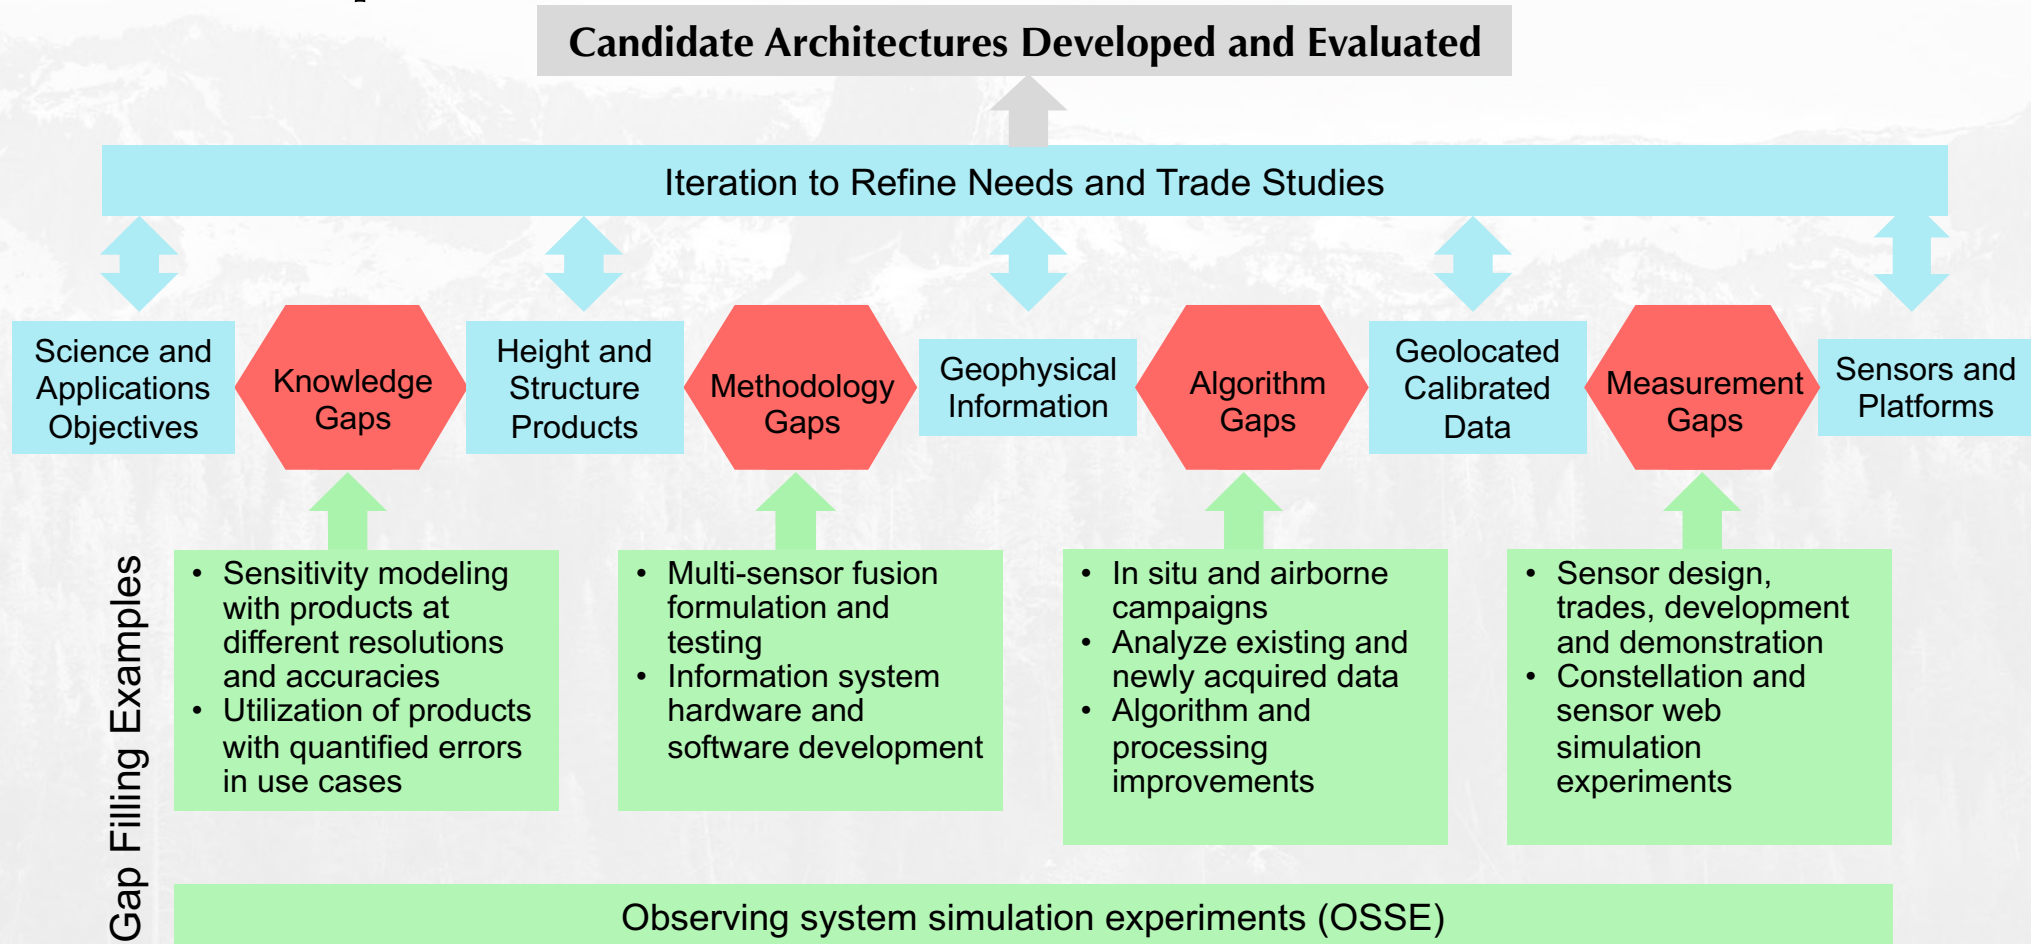 Candidate Architectures Developed and Evaluated
Iteration to Refine Needs and Trade Studies
Science and
Applications
Objectives
Knowledge
Gaps
Height and
Structure
Products
Methodology
Gaps
Geophysical
Information
Algorithm
Gaps
Geolocated
Calibrated
Data
Measurement
Gaps
Sensors and
Platforms
Gap Filling Examples
• Sensitivity modeling
with products at
different resolutions
and accuracies
• Utilization of products
with quantified errors
in use cases
• Multi-sensor fusion
formulation and
testing
• Information system
hardware and
software development
• In situ and airborne
campaigns
• Analyze existing and
newly acquired data
• Algorithm and
processing
improvements
• Sensor design,
trades, development
and demonstration
• Constellation and
sensor web
simulation
experiments
Observing system simulation experiments (OSSE)